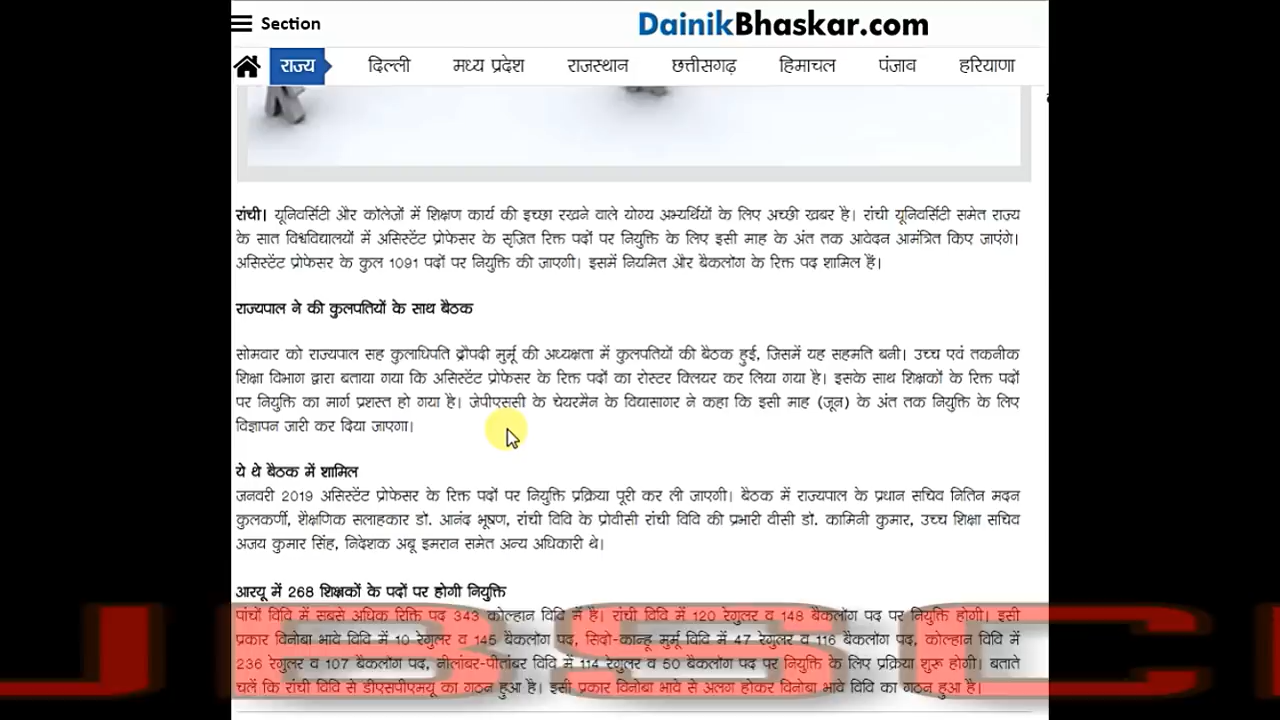 Section
DainikBhaskar.com
राज्य दिल्ली मध्य प्रदेश राजस्थान छत्तीसगढ़ हिमाचल पंजाब हरियाणा
रांची। यूनिवर्सिटी और कॉलेजों में शिक्षण कार्य की इच्छा रखने वाले योग्य अभ्यर्थियों के लिए अच्छी खबर है। रांची यूनिवर्सिटी समेत राज्य
के सात विश्वविद्यालयों में असिस्टेंट प्रोफेसर के सृजित रिक्त पदों पर नियुक्ति के लिए इसी माह के अंत तक आवेदन आमंत्रित किए जाएंगे।
असिस्टेंट प्रोफेसर के कुल 1091 पदों पर नियुक्ति की जाएगी। इसमें नियमित और बैकलॉग के रिक्त पद शामिल हैं।
राज्यपाल ने की कुलपतियों के साथ बैठक
सोमवार को राज्यपाल सह कुलाधिपति द्रौपदी मुर्मू की अध्यक्षता में कुलपतियों की बैठक हुई, जिसमें यह सहमति बनी। उच्च एवं तकनीक
शिक्षा विभाग द्वारा बताया गया कि असिस्टेंट प्रोफेसर के रिक्त पदों का रोस्टर क्लियर कर लिया गया है। इसके साथ शिक्षकों के रिक्त पदों
पर नियुक्ति का मार्ग प्रशस्त हो गया है। जेपीएससी के चेयरमैन के विद्यासागर ने कहा कि इसी माह (जून) के अंत तक नियुक्ति के लिए
विज्ञापन जारी कर दिया जाएगा।
ये थे बैठक में शामिल
जनवरी 2019 असिस्टेंट प्रोफेसर के रिक्त पदों पर नियुक्ति प्रक्रिया पूरी कर ली जाएगी। बैठक में राज्यपाल के प्रधान सचिव नितिन मदन
कुलकर्णी, शैक्षणिक सलाहकार डॉ. आनंद भूषण, रांची विवि के प्रोवीसी रांची विवि की प्रभारी वीसी डॉ. कामिनी कुमार, उच्च शिक्षा सचिव
अजय कुमार सिंह, निदेशक अबू इमरान समेत अन्य अधिकारी थे।
आरयू में 268 शिक्षकों के पदों पर होगी नियुक्ति
पांचों विवि में सबसे अधिक रिक्ति पद 343 कोल्हान विवि में है। रांची विवि में 120 रेगुलर व 148 बैकलॉग पद पर नियुक्ति होगी। इसी
प्रकार विनोबा भावे विवि में 10 रेगुलर व 145 बैकलॉग पद, सिदो-कान्हू मुर्मू विवि में 47 रेगुलर व 116 बैकलॉग पद, कोल्हान विवि में
236 रेगुलर व 107 बैकलॉग पद, नीलांबर-पीतांबर विवि में 114 रेगुलर व 50 बैकलॉग पद पर नियुक्ति के लिए प्रक्रिया शुरू होगी। बताते
चलें कि रांची विवि से डीएसपीएमयू का गठन हुआ है। इसी प्रकार विनोबा भावे से अलग होकर विनोबा भावे विवि का गठन हुआ है।